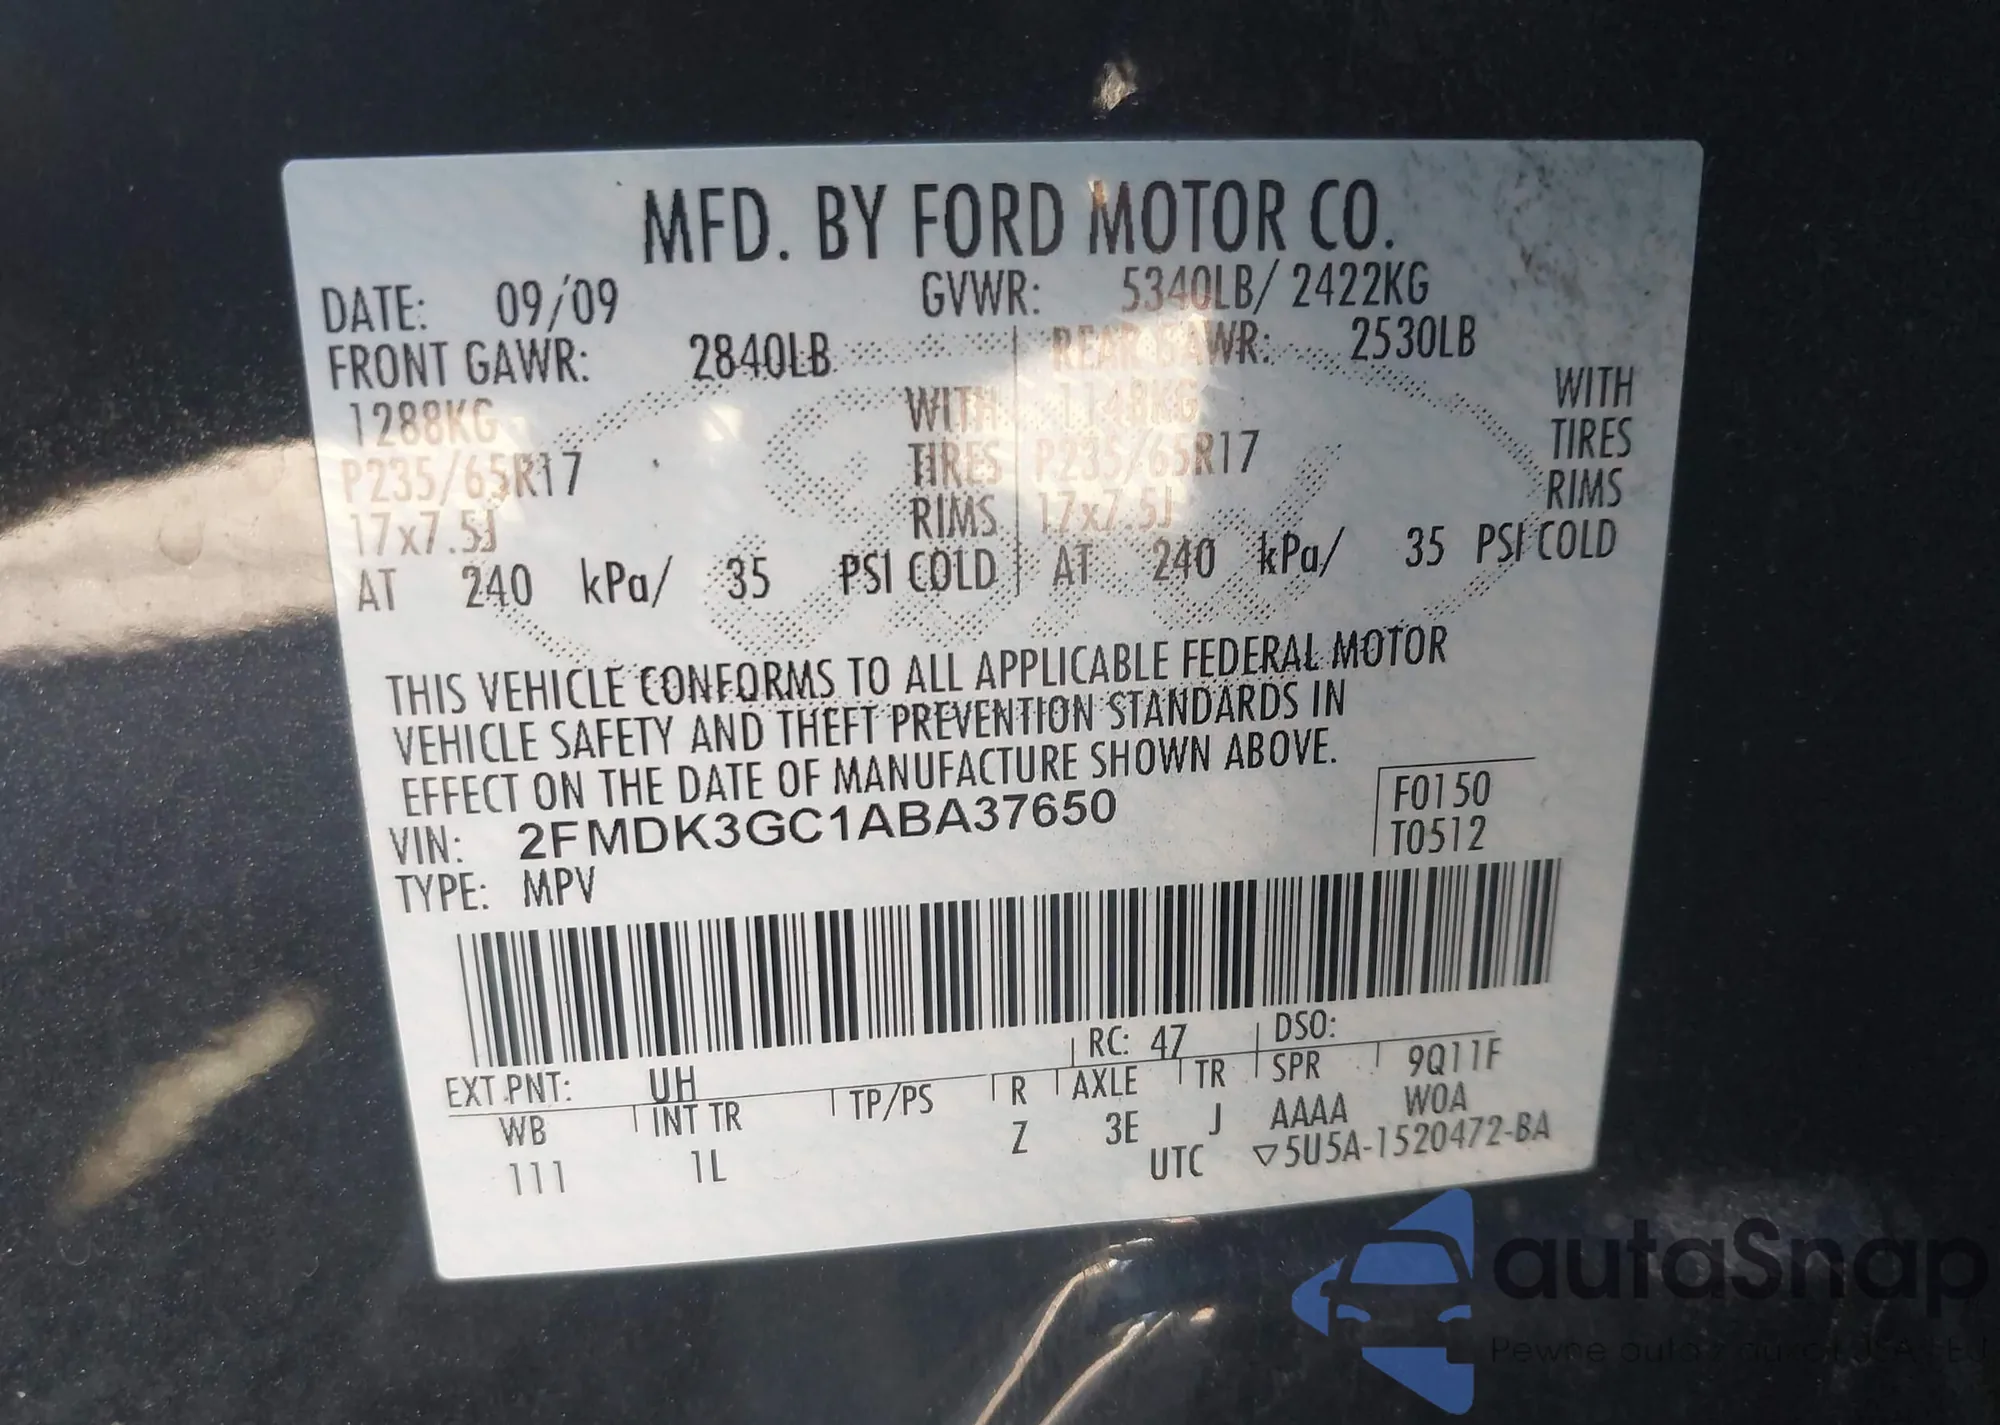 MFD. BY FORD MOTOR CO.
DATE: 09/09 GVWR: 5340LB/ 2422KG
FRONT GAWR: 2840LB REAR GAWR: 2530LB
1288KG WITH 1148KG WITH
P235/65R17 TIRES P235/65R17 TIRES
17x7.5J RIMS 17x7.5J RIMS
AT 240 kPa/ 35 PSI COLD AT 240 kPa/ 35 PSI COLD
THIS VEHICLE CONFORMS TO ALL APPLICABLE FEDERAL MOTOR
VEHICLE SAFETY AND THEFT PREVENTION STANDARDS IN
EFFECT ON THE DATE OF MANUFACTURE SHOWN ABOVE.
VIN: 2FMDK3GC1ABA37650 F0150
TYPE: MPV T0512
RC: 47 DSO:
EXT PNT: UH
WB INT TR TP/PS R AXLE TR SPR 9Q11F
111 1L Z 3E J AAAA WOA
UTC ▽5U5A-1520472-BA
autoSnap
Pewne auto z